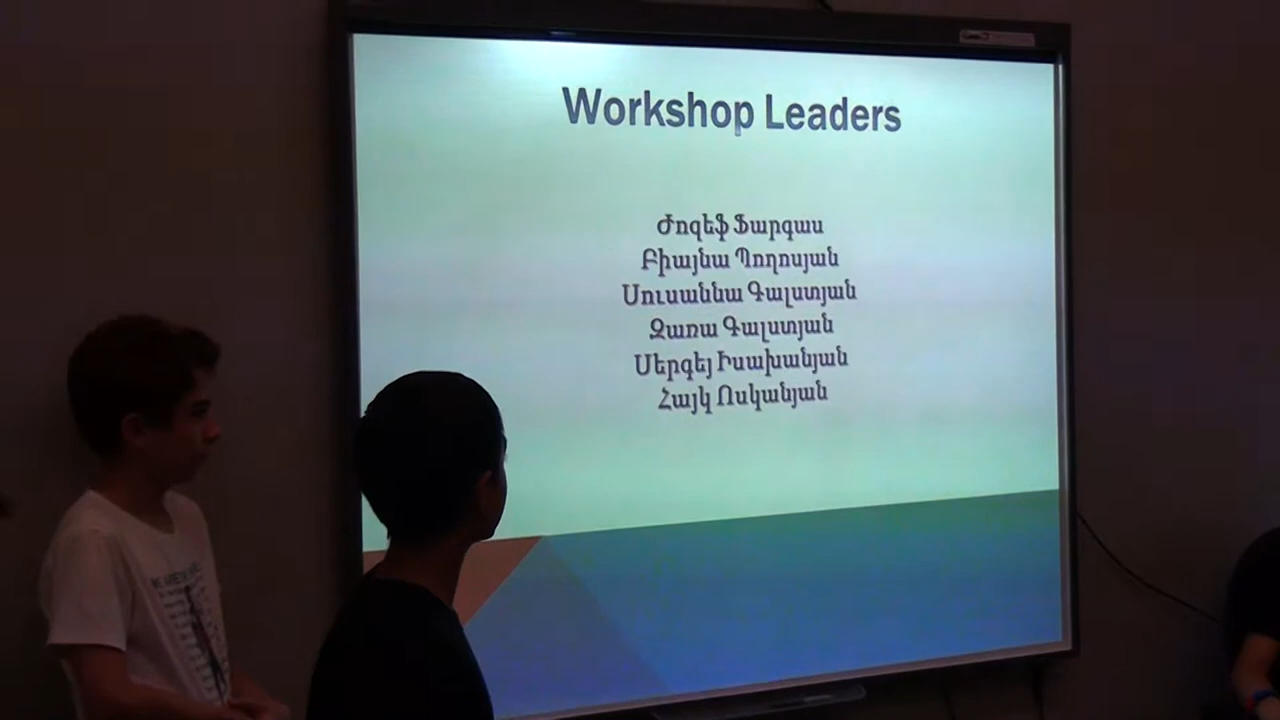 Workshop Leaders
Ժոզեֆ Ֆարգաս
Բիայնա Պողոսյան
Սուսաննա Գալստյան
Զառա Գալստյան
Սերգեյ Իսախանյան
Հայկ Ոսկանյան